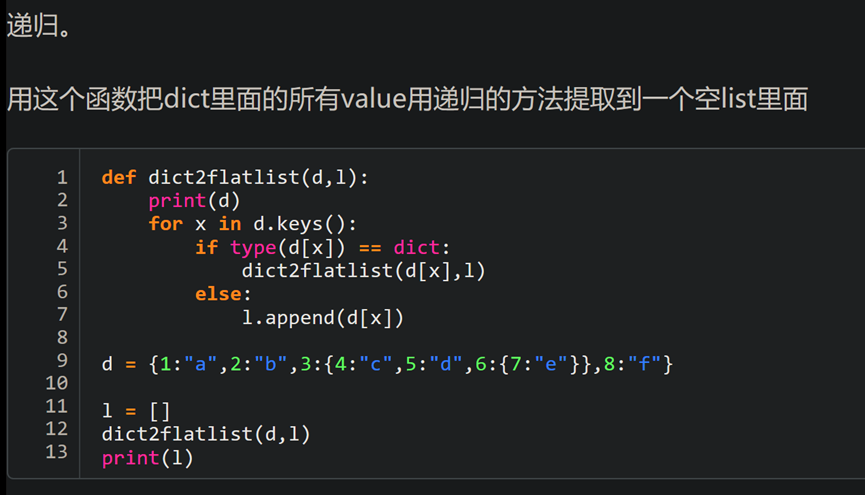 递归。
用这个函数把dict里面的所有value用递归的方法提取到一个空list里面
1 def dict2flatlist(d,l):
2     print(d)
3     for x in d.keys():
4         if type(d[x]) == dict:
5             dict2flatlist(d[x],l)
6         else:
7             l.append(d[x])
8
9 d = {1:"a",2:"b",3:{4:"c",5:"d",6:{7:"e"}},8:"f"}
10
11 l = []
12 dict2flatlist(d,l)
13 print(l)